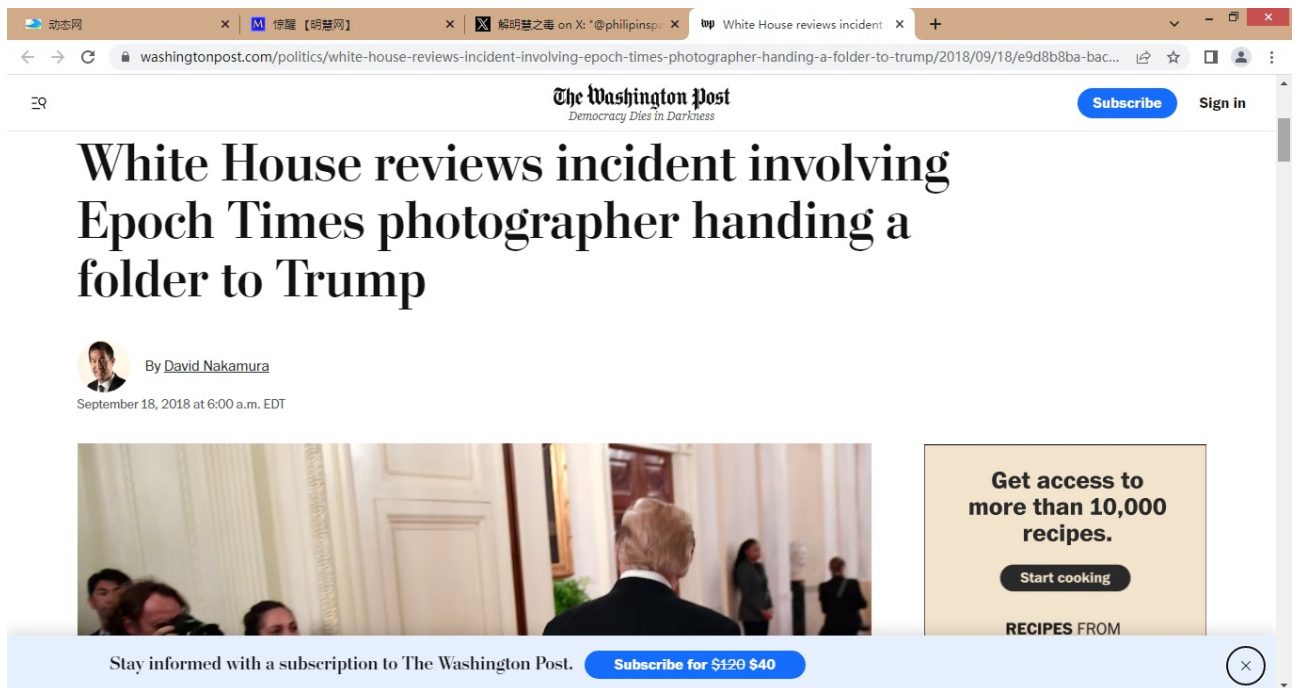 动态网
惊醒【明慧网】
解明慧之毒 on X: "@philipinspa
wp White House reviews incident
washingtonpost.com/politics/white-house-reviews-incident-involving-epoch-times-photographer-handing-a-folder-to-trump/2018/09/18/e9d8b8ba-bac...
The Washington Post
Democracy Dies in Darkness
Subscribe
Sign in
White House reviews incident involving
Epoch Times photographer handing a
folder to Trump
By David Nakamura
September 18, 2018 at 6:00 a.m. EDT
Get access to
more than 10,000
recipes.
Start cooking
RECIPES FROM
Stay informed with a subscription to The Washington Post.
Subscribe for $120 $40